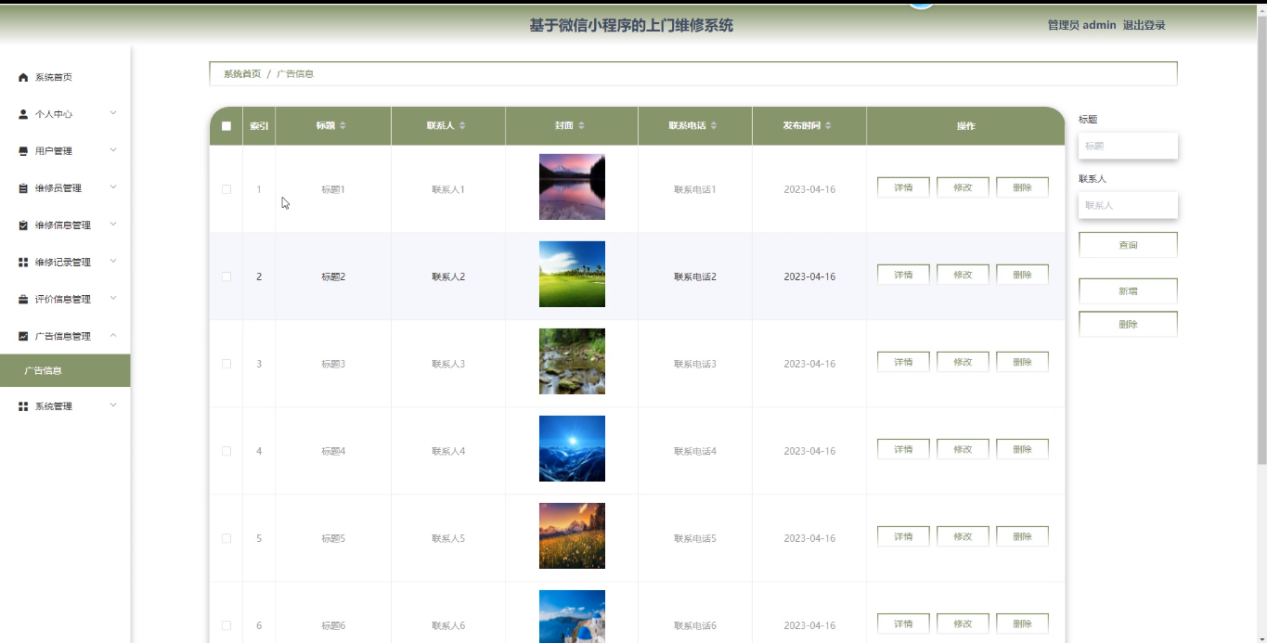 基于微信小程序的上门维修系统
管理员 admin 退出登录
系统首页
个人中心
用户管理
维修员管理
维修信息管理
维修记录管理
评价信息管理
广告信息管理
广告信息
系统管理
系统首页 / 广告信息
索引 标题 联系人 封面 联系电话 发布时间 操作
1 标题1 联系人1 联系电话1 2023-04-16 详情 修改 删除
2 标题2 联系人2 联系电话2 2023-04-16 详情 修改 删除
3 标题3 联系人3 联系电话3 2023-04-16 详情 修改 删除
4 标题4 联系人4 联系电话4 2023-04-16 详情 修改 删除
5 标题5 联系人5 联系电话5 2023-04-16 详情 修改 删除
6 标题6 联系人6 联系电话6 2023-04-16 详情 修改 删除
标题
标题
联系人
联系人
查询
新增
删除